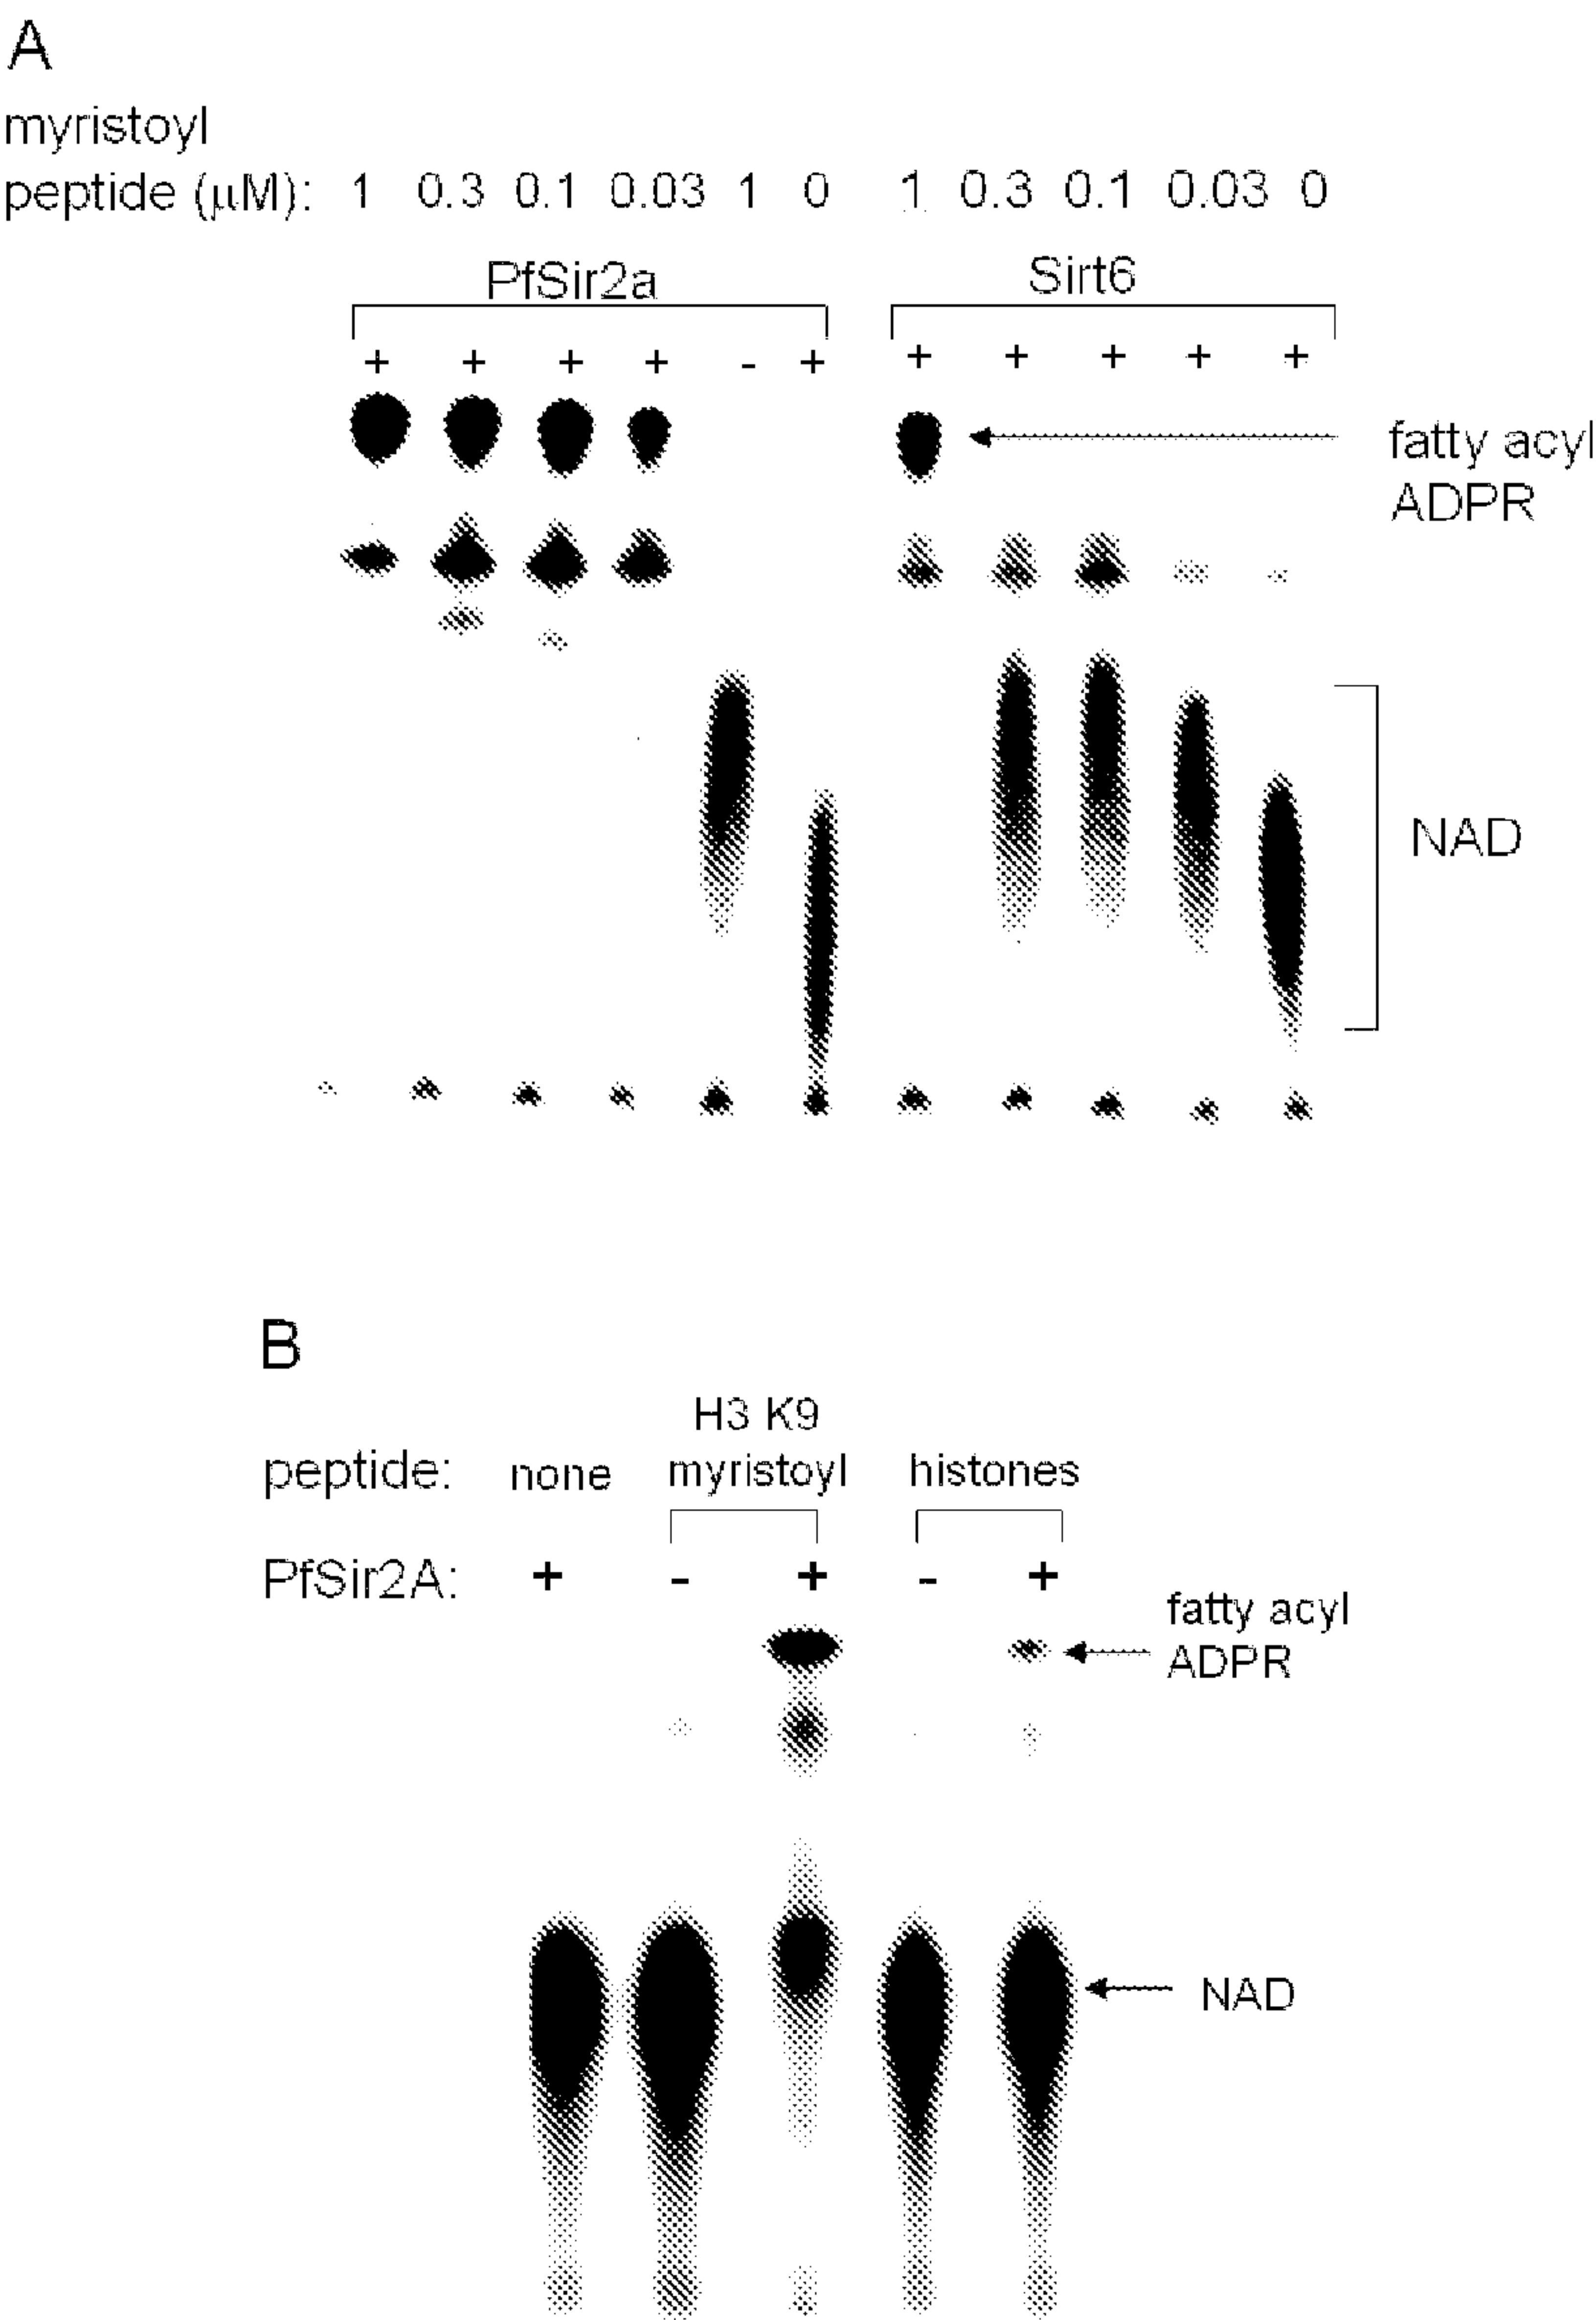 A
myristoyl
peptide (μM): 1 0.3 0.1 0.03 1 0 1 0.3 0.1 0.03 0
PfSir2a Sirt6
+ + + + - + + + + + +
fatty acyl
ADPR
NAD
B
H3 K9
peptide: none myristoyl histones
PfSir2A: + - + - +
fatty acyl
ADPR
NAD